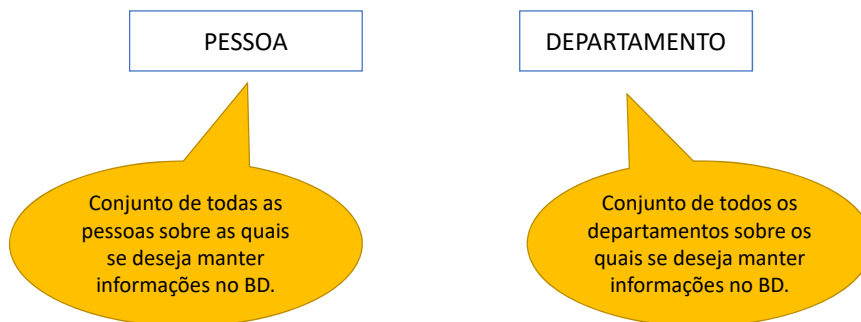 PESSOA
DEPARTAMENTO
Conjunto de todas as
pessoas sobre as quais
se deseja manter
informações no BD.
Conjunto de todos os
departamentos sobre os
quais se deseja manter
informações no BD.